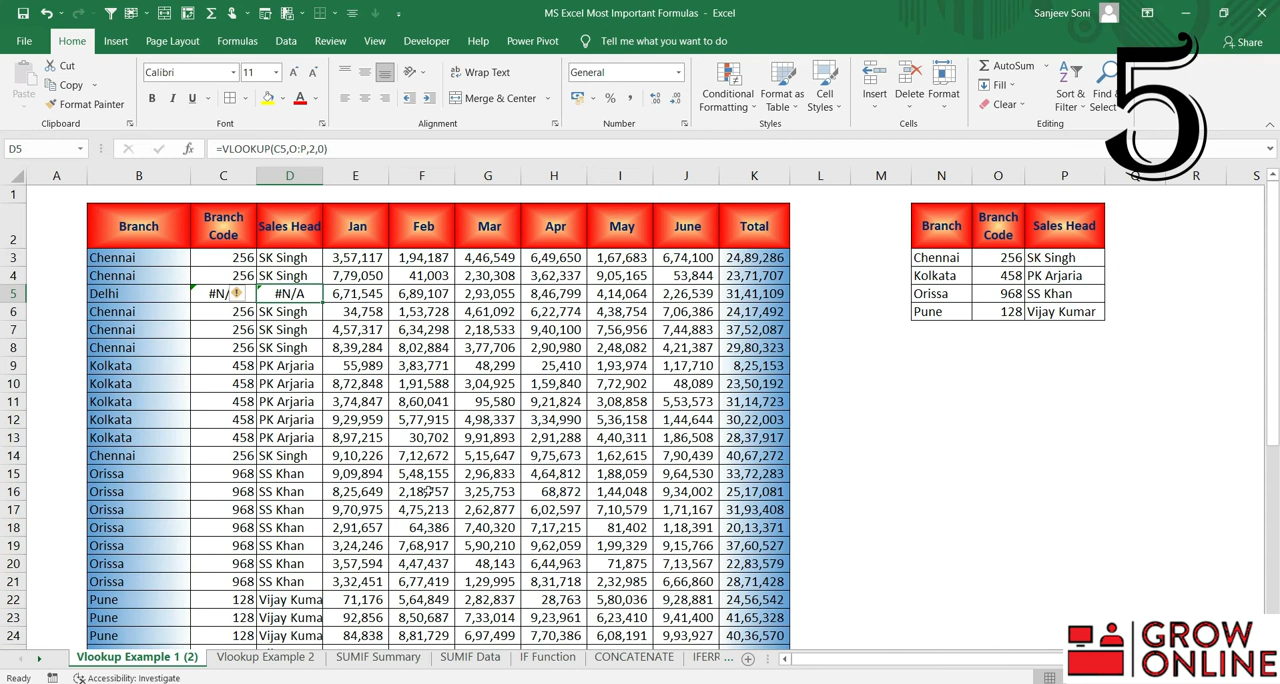 MS Excel Most Important Formulas - Excel
Sanjeev Soni
File Home Insert Page Layout Formulas Data Review View Developer Help Power Pivot Tell me what you want to do Share
5
Paste Cut Calibri 11 Wrap Text General Conditional Formatting Format as Table Cell Styles Insert Delete Format AutoSum Sort & Filter Find Select
Copy Fill
Format Painter B I U Merge & Center Clear
Clipboard Font Alignment Number Styles Cells Editing
D5 fx =VLOOKUP(C5,O:P,2,0)
A B C D E F G H I J K L M N O P Q R S
1
2 Branch Branch Code Sales Head Jan Feb Mar Apr May June Total Branch Branch Code Sales Head
3 Chennai 256 SK Singh 3,57,117 1,94,187 4,46,549 6,49,650 1,67,683 6,74,100 24,89,286 Chennai 256 SK Singh
4 Chennai 256 SK Singh 7,79,050 41,003 2,30,308 3,62,337 9,05,165 53,844 23,71,707 Kolkata 458 PK Arjaria
5 Delhi #N/ #N/A 6,71,545 6,89,107 2,93,055 8,46,799 4,14,064 2,26,539 31,41,109 Orissa 968 SS Khan
6 Chennai 256 SK Singh 34,758 1,53,728 4,61,092 6,22,774 4,38,754 7,06,386 24,17,492 Pune 128 Vijay Kumar
7 Chennai 256 SK Singh 4,57,317 6,34,298 2,18,533 9,40,100 7,56,956 7,44,883 37,52,087
8 Chennai 256 SK Singh 8,39,284 8,02,884 3,77,706 2,90,980 2,48,082 4,21,387 29,80,323
9 Kolkata 458 PK Arjaria 55,989 3,83,771 48,299 25,410 1,93,974 1,17,710 8,25,153
10 Kolkata 458 PK Arjaria 8,72,848 1,91,588 3,04,925 1,59,840 7,72,902 48,089 23,50,192
11 Kolkata 458 PK Arjaria 3,74,847 8,60,041 95,580 9,21,824 3,08,858 5,53,573 31,14,723
12 Kolkata 458 PK Arjaria 9,29,959 5,77,915 4,98,337 3,34,990 5,36,158 1,44,644 30,22,003
13 Kolkata 458 PK Arjaria 8,97,215 30,702 9,91,893 2,91,288 4,40,311 1,86,508 28,37,917
14 Chennai 256 SK Singh 9,10,226 7,12,672 5,15,647 9,75,673 1,62,615 7,90,439 40,67,272
15 Orissa 968 SS Khan 9,09,894 5,48,155 2,96,833 4,64,812 1,88,059 9,64,530 33,72,283
16 Orissa 968 SS Khan 8,25,649 2,18,757 3,25,753 68,872 1,44,048 9,34,002 25,17,081
17 Orissa 968 SS Khan 9,70,975 4,75,213 2,62,877 6,02,597 7,10,579 1,71,167 31,93,408
18 Orissa 968 SS Khan 2,91,657 64,386 7,40,320 7,17,215 81,402 1,18,391 20,13,371
19 Orissa 968 SS Khan 3,24,246 7,68,917 5,90,210 9,62,059 1,99,329 9,15,766 37,60,527
20 Orissa 968 SS Khan 3,57,594 4,47,437 48,143 6,44,963 71,875 7,13,567 22,83,579
21 Orissa 968 SS Khan 3,32,451 6,77,419 1,29,995 8,31,718 2,32,985 6,66,860 28,71,428
22 Pune 128 Vijay Kuma 71,176 5,64,849 2,82,837 28,763 5,80,036 9,28,881 24,56,542
23 Pune 128 Vijay Kuma 92,856 8,50,687 7,33,014 9,23,961 6,23,410 9,41,400 41,65,328
24 Pune 128 Vijay Kuma 84,838 8,81,729 6,97,499 7,70,386 6,08,191 9,93,927 40,36,570
Vlookup Example 1 (2) Vlookup Example 2 SUMIF Summary SUMIF Data IF Function CONCATENATE IFERR ...
Ready Accessibility: Investigate
GROW
ONLINE